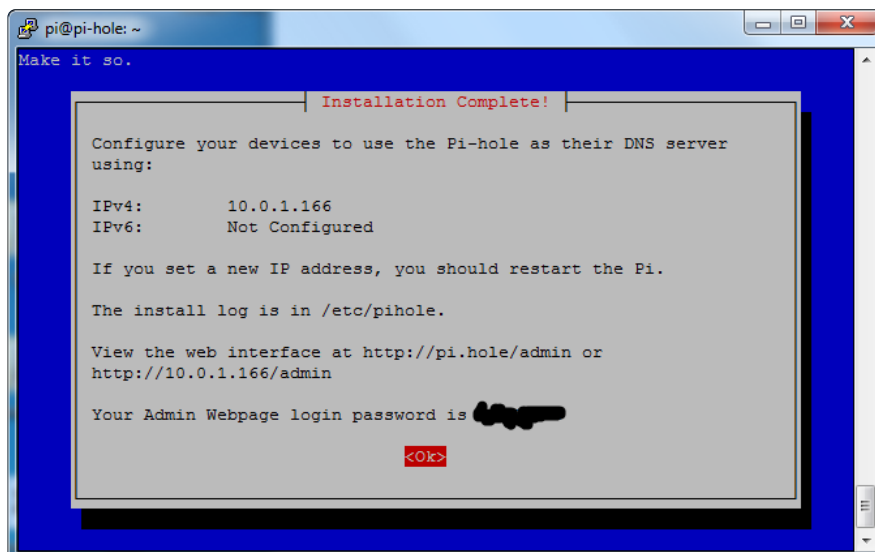 pi@pi-hole: ~
Make it so.
Installation Complete!
Configure your devices to use the Pi-hole as their DNS server
using:
IPv4: 10.0.1.166
IPv6: Not Configured
If you set a new IP address, you should restart the Pi.
The install log is in /etc/pihole.
View the web interface at http://pi.hole/admin or
http://10.0.1.166/admin
Your Admin Webpage login password is
<Ok>